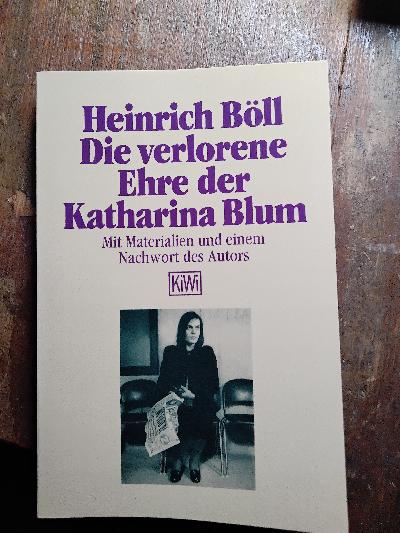 Heinrich Böll
Die verlorene
Ehre der
Katharina Blum
Mit Materialien und einem
Nachwort des Autors
KiWi